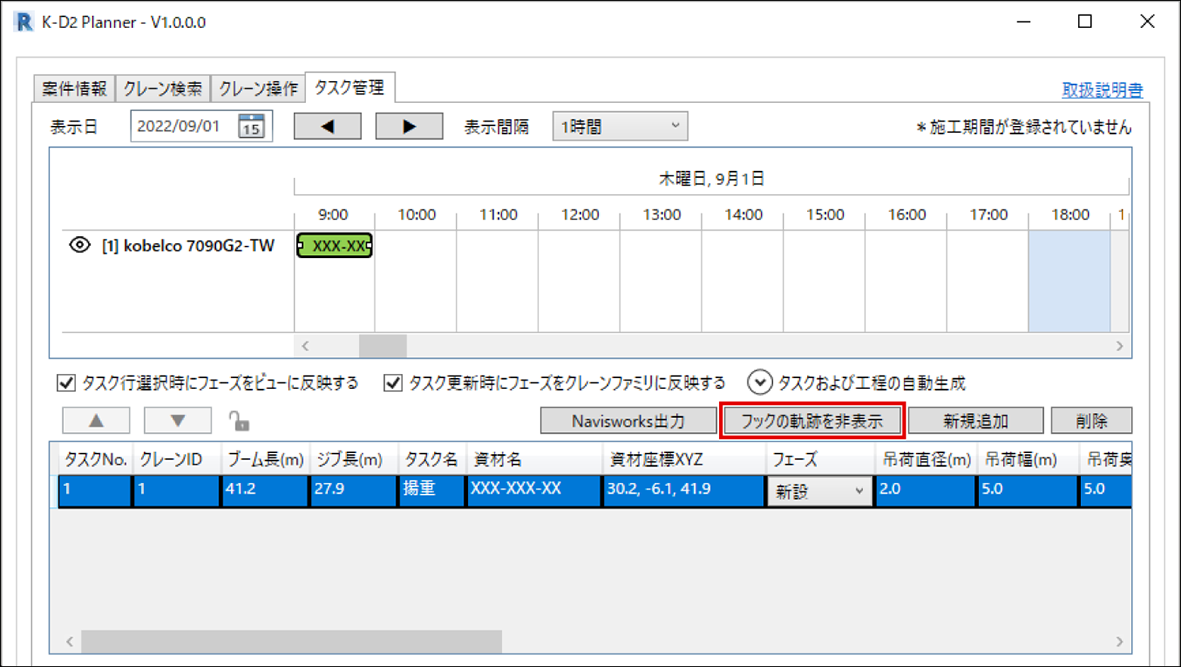 K-D2 Planner - V1.0.0.0
案件情報 クレーン検索 クレーン操作 タスク管理 取扱説明書
表示日 2022/09/01 15 ◀ ▶ 表示間隔 1時間 *施工期間が登録されていません
木曜日, 9月1日
9:00 10:00 11:00 12:00 13:00 14:00 15:00 16:00 17:00 18:00 1
[1] kobelco 7090G2-TW XXX-XX
タスク行選択時にフェーズをビューに反映する タスク更新時にフェーズをクレーンファミリに反映する タスクおよび工程の自動生成
▲ ▼ Navisworks出力 フックの軌跡を非表示 新規追加 削除
タスクNo. クレーンID ブーム長(m) ジブ長(m) タスク名 資材名 資材座標XYZ フェーズ 吊荷直径(m) 吊荷幅(m) 吊荷奥
1 1 41.2 27.9 揚重 XXX-XXX-XX 30.2, -6.1, 41.9 新設 2.0 5.0 5.0